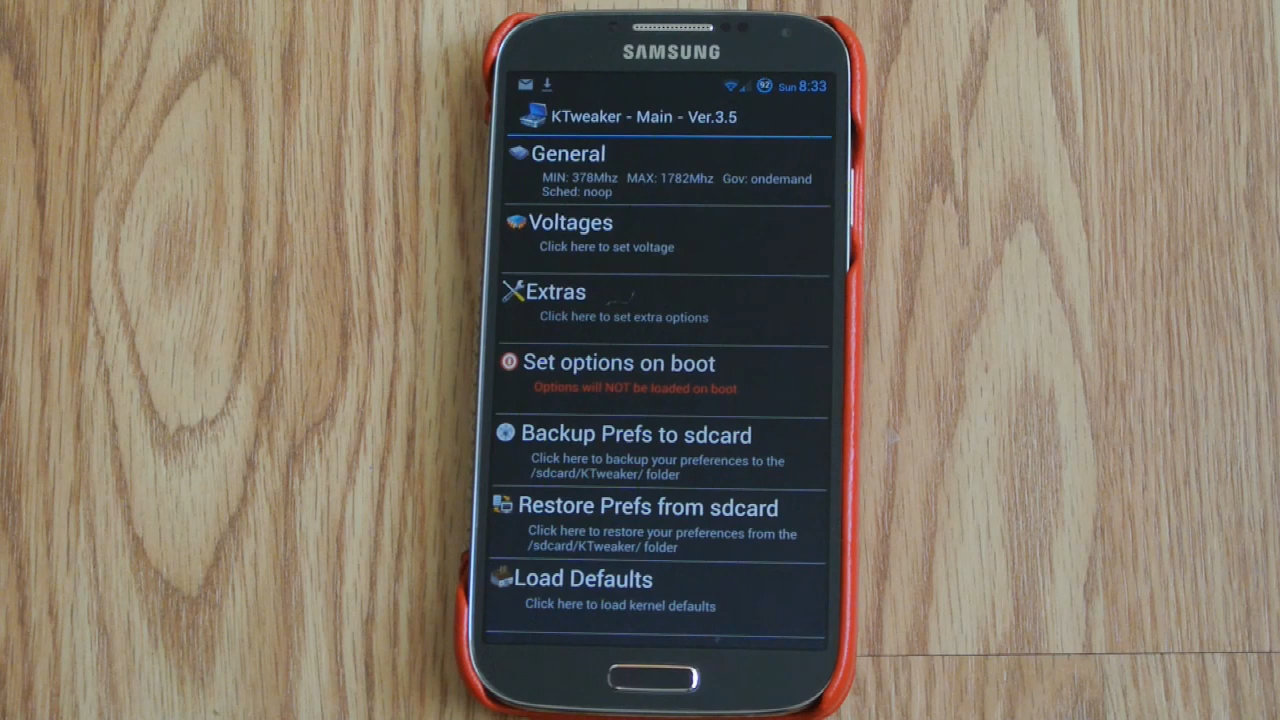 SAMSUNG
92 Sun 8:33
KTweaker - Main - Ver.3.5
General
MIN: 378Mhz MAX: 1782Mhz Gov: ondemand
Sched: noop
Voltages
Click here to set voltage
Extras
Click here to set extra options
Set options on boot
Options will NOT be loaded on boot
Backup Prefs to sdcard
Click here to backup your preferences to the
/sdcard/KTweaker/ folder
Restore Prefs from sdcard
Click here to restore your preferences from the
/sdcard/KTweaker/ folder
Load Defaults
Click here to load kernel defaults